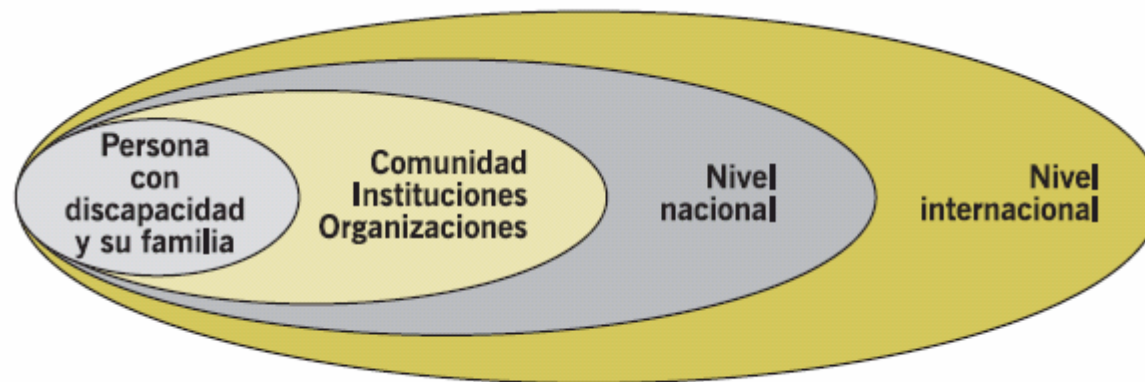 Persona
con
discapacidad
y su familia
Comunidad
Instituciones
Organizaciones
Nivel
nacional
Nivel
internacional